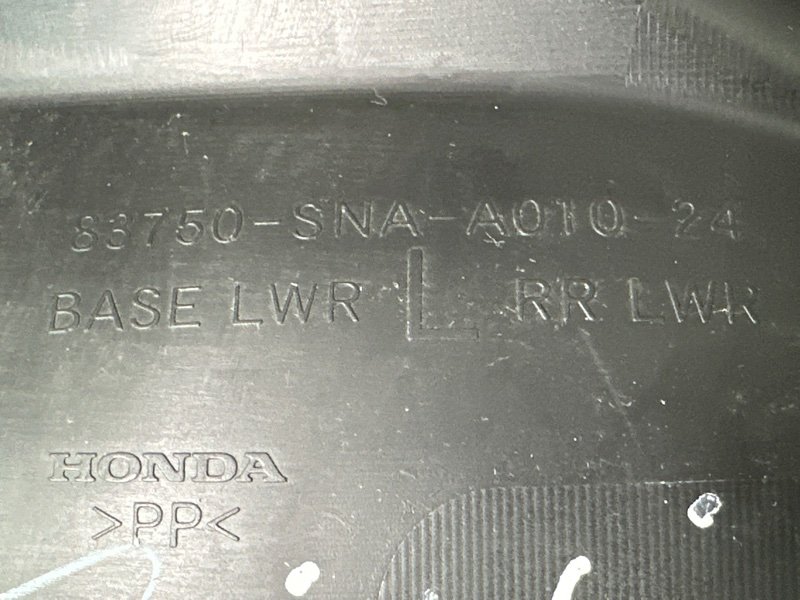 83750-SNA-A010-24
BASE LWR L RR LWR
HONDA
>PP<